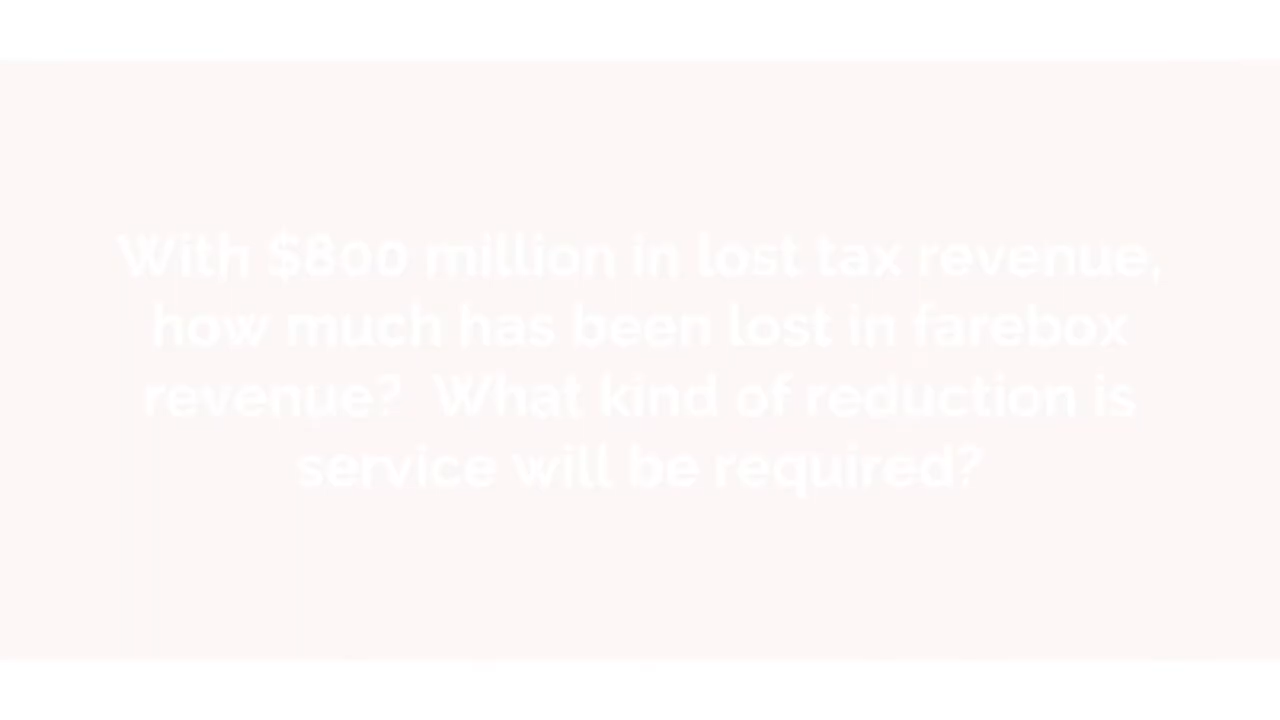 With $800 million in lost tax revenue,
how much has been lost in farebox
revenue? What kind of reduction is
service will be required?